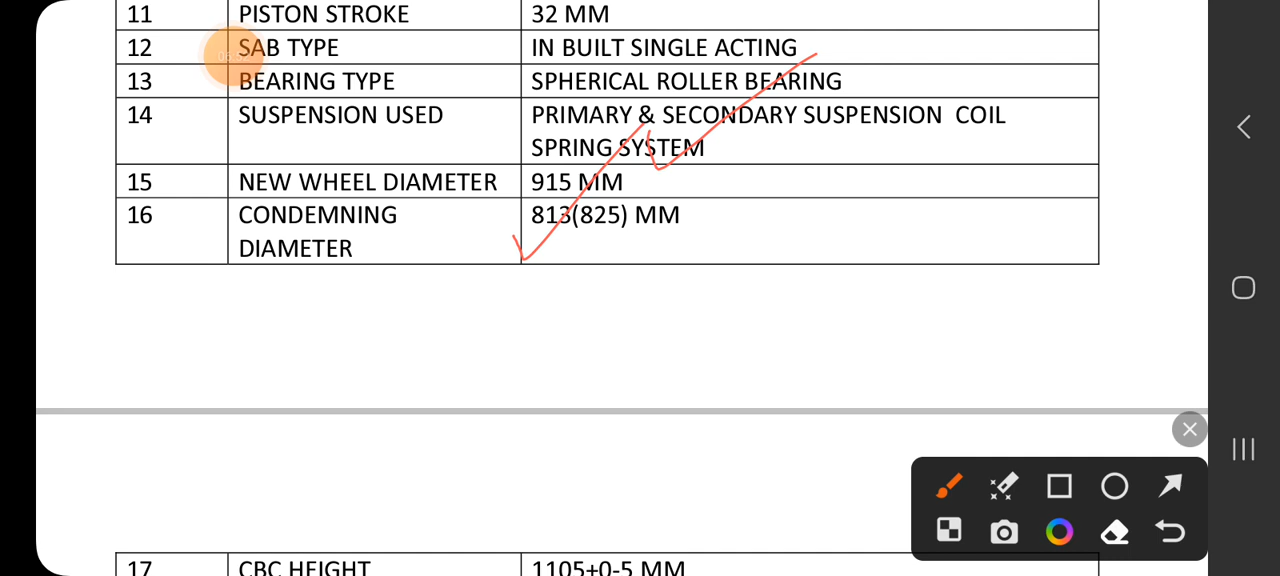 11 PISTON STROKE 32 MM
12 SAB TYPE IN BUILT SINGLE ACTING
13 BEARING TYPE SPHERICAL ROLLER BEARING
14 SUSPENSION USED PRIMARY & SECONDARY SUSPENSION COIL
SPRING SYSTEM
15 NEW WHEEL DIAMETER 915 MM
16 CONDEMNING 813(825) MM
DIAMETER
17 CBC HEIGHT 1105+0-5 MM